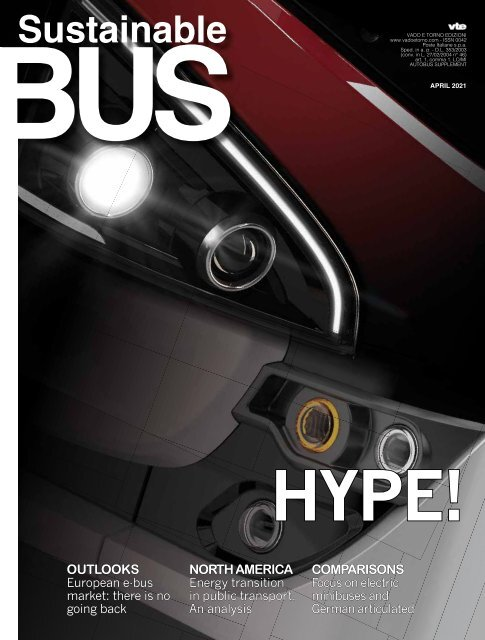 Sustainable
BUS
vte
VADO E TORNO EDIZIONI
www.vadoetorno.com - ISSN 0042
Poste Italiane s.p.a.
Sped. in a. p. - D.L. 353/2003
(conv. in L. 27/02/2004 n° 46)
art. 1, comma 1, LO/MI
AUTOBUS SUPPLEMENT
APRIL 2021
HYPE!
OUTLOOKS
European e-bus
market: there is no
going back
NORTH AMERICA
Energy transition
in public transport.
An analysis
COMPARISONS
Focus on electric
minibuses and
German articulated